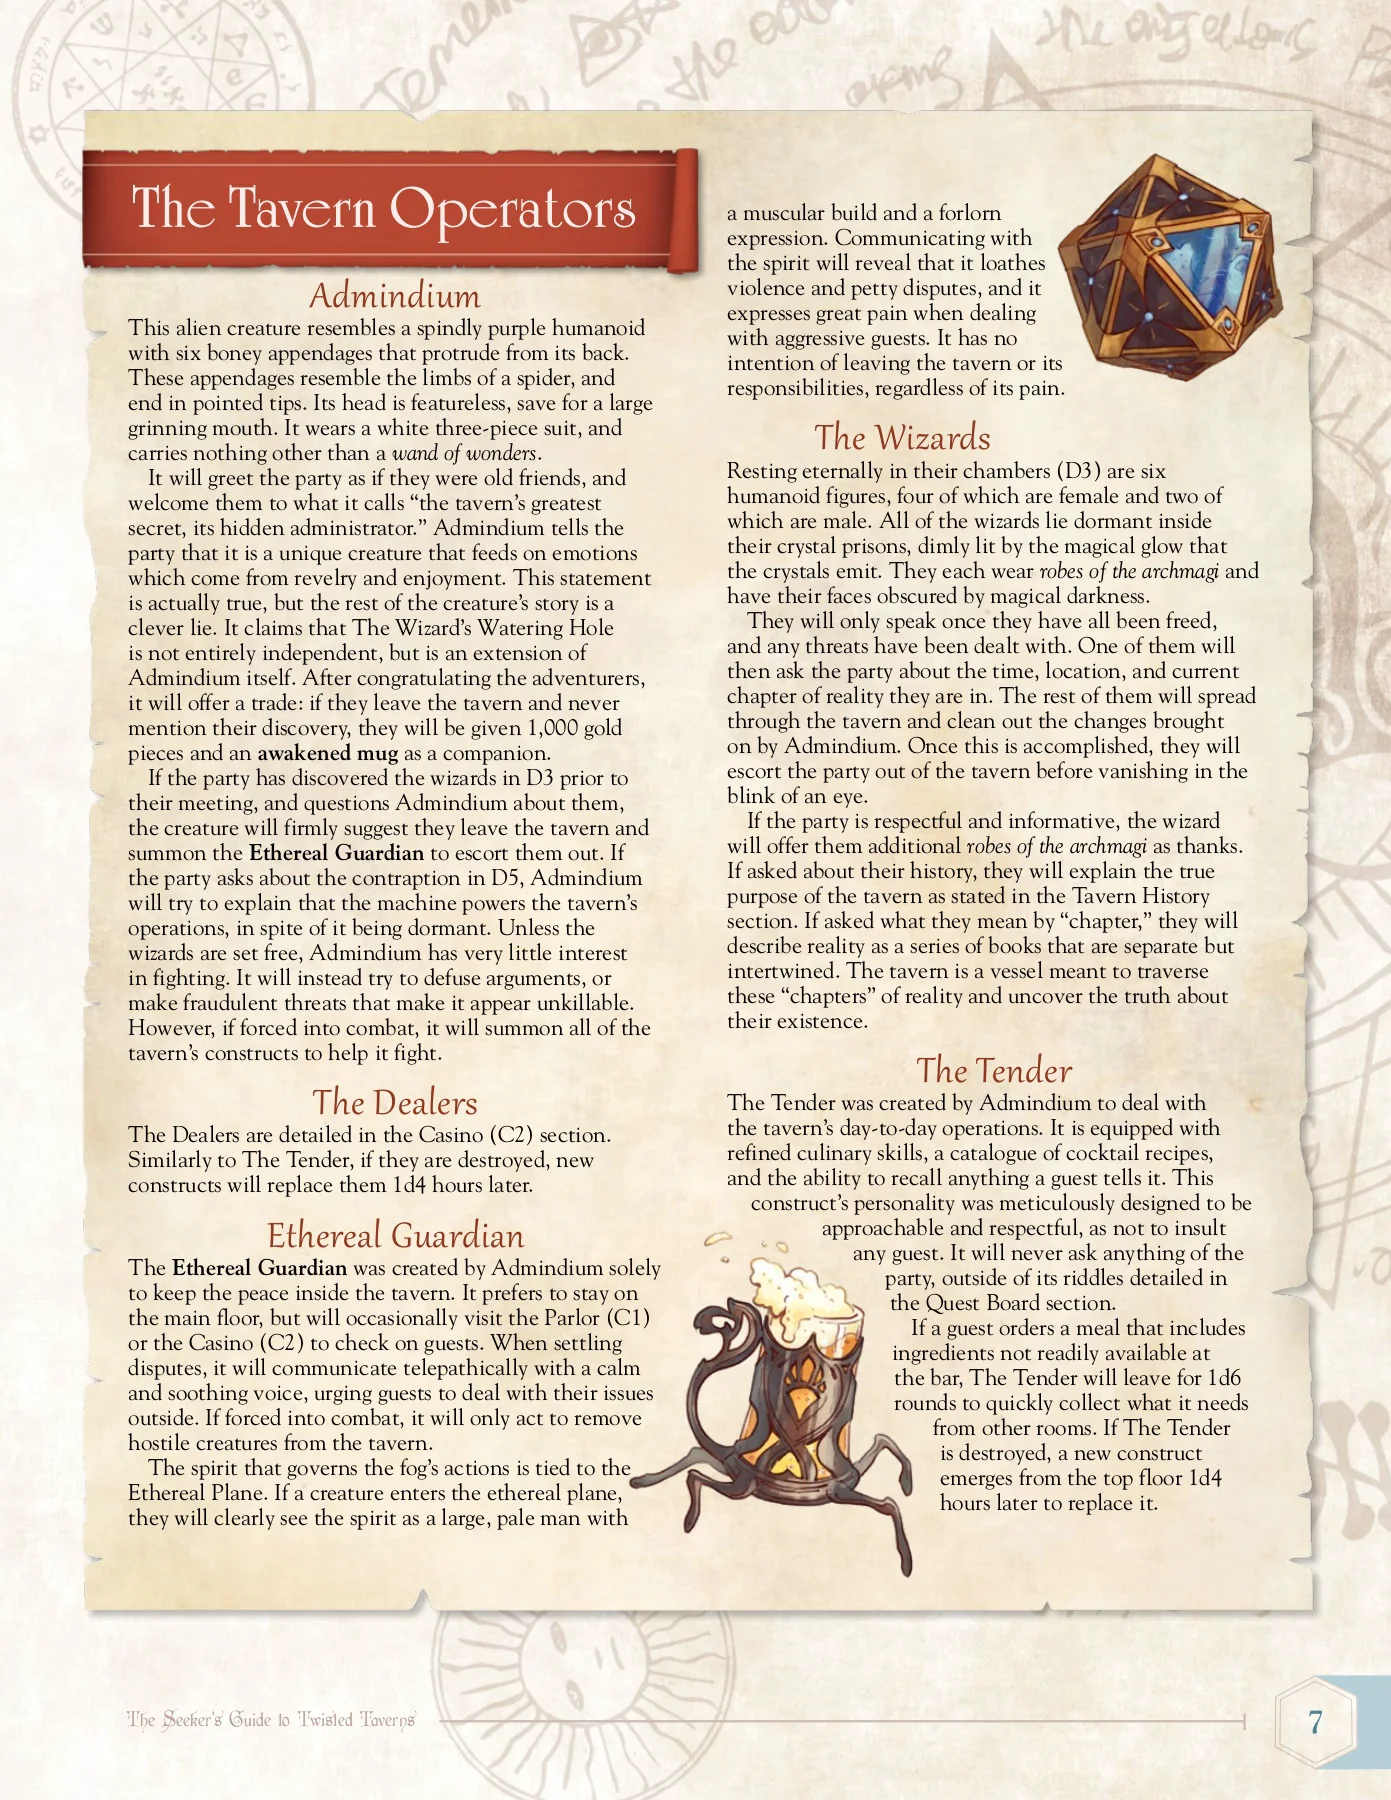 The Tavern Operators
Admindium
This alien creature resembles a spindly purple humanoid
with six boney appendages that protrude from its back.
These appendages resemble the limbs of a spider, and
end in pointed tips. Its head is featureless, save for a large
grinning mouth. It wears a white three-piece suit, and
carries nothing other than a wand of wonders.
It will greet the party as if they were old friends, and
welcome them to what it calls “the tavern’s greatest
secret, its hidden administrator.” Admindium tells the
party that it is a unique creature that feeds on emotions
which come from revelry and enjoyment. This statement
is actually true, but the rest of the creature’s story is a
clever lie. It claims that The Wizard’s Watering Hole
is not entirely independent, but is an extension of
Admindium itself. After congratulating the adventurers,
it will offer a trade: if they leave the tavern and never
mention their discovery, they will be given 1,000 gold
pieces and an awakened mug as a companion.
If the party has discovered the wizards in D3 prior to
their meeting, and questions Admindium about them,
the creature will firmly suggest they leave the tavern and
summon the Ethereal Guardian to escort them out. If
the party asks about the contraption in D5, Admindium
will try to explain that the machine powers the tavern’s
operations, in spite of it being dormant. Unless the
wizards are set free, Admindium has very little interest
in fighting. It will instead try to defuse arguments, or
make fraudulent threats that make it appear unkillable.
However, if forced into combat, it will summon all of the
tavern’s constructs to help it fight.
The Dealers
The Dealers are detailed in the Casino (C2) section.
Similarly to The Tender, if they are destroyed, new
constructs will replace them 1d4 hours later.
Ethereal Guardian
The Ethereal Guardian was created by Admindium solely
to keep the peace inside the tavern. It prefers to stay on
the main floor, but will occasionally visit the Parlor (C1)
or the Casino (C2) to check on guests. When settling
disputes, it will communicate telepathically with a calm
and soothing voice, urging guests to deal with their issues
outside. If forced into combat, it will only act to remove
hostile creatures from the tavern.
The spirit that governs the fog’s actions is tied to the
Ethereal Plane. If a creature enters the ethereal plane,
they will clearly see the spirit as a large, pale man with
a muscular build and a forlorn
expression. Communicating with
the spirit will reveal that it loathes
violence and petty disputes, and it
expresses great pain when dealing
with aggressive guests. It has no
intention of leaving the tavern or its
responsibilities, regardless of its pain.
The Wizards
Resting eternally in their chambers (D3) are six
humanoid figures, four of which are female and two of
which are male. All of the wizards lie dormant inside
their crystal prisons, dimly lit by the magical glow that
the crystals emit. They each wear robes of the archmagi and
have their faces obscured by magical darkness.
They will only speak once they have all been freed,
and any threats have been dealt with. One of them will
then ask the party about the time, location, and current
chapter of reality they are in. The rest of them will spread
through the tavern and clean out the changes brought
on by Admindium. Once this is accomplished, they will
escort the party out of the tavern before vanishing in the
blink of an eye.
If the party is respectful and informative, the wizard
will offer them additional robes of the archmagi as thanks.
If asked about their history, they will explain the true
purpose of the tavern as stated in the Tavern History
section. If asked what they mean by “chapter,” they will
describe reality as a series of books that are separate but
intertwined. The tavern is a vessel meant to traverse
these “chapters” of reality and uncover the truth about
their existence.
The Tender
The Tender was created by Admindium to deal with
the tavern’s day-to-day operations. It is equipped with
refined culinary skills, a catalogue of cocktail recipes,
and the ability to recall anything a guest tells it. This
construct’s personality was meticulously designed to be
approachable and respectful, as not to insult
any guest. It will never ask anything of the
party, outside of its riddles detailed in
the Quest Board section.
If a guest orders a meal that includes
ingredients not readily available at
the bar, The Tender will leave for 1d6
rounds to quickly collect what it needs
from other rooms. If The Tender
is destroyed, a new construct
emerges from the top floor 1d4
hours later to replace it.
The Seeker's Guide to Twisted Taverns
7